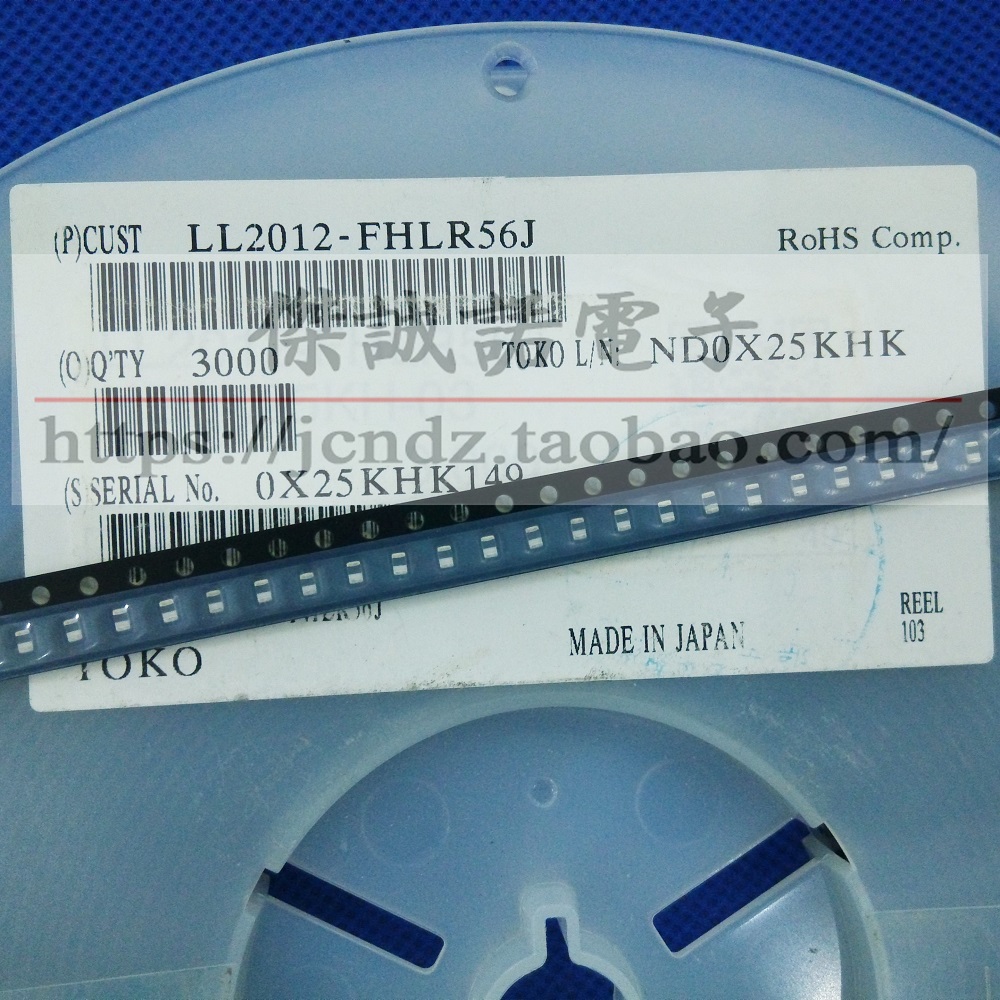 (P)CUST LL2012-FHLR56J
RoHS Comp.
傑誠諾電子
(Q)Q'TY 3000
TOKO L/N: ND0X25KHK
https://jcndz.taobao.com/
(S)SERIAL No. 0X25KHK149
TOKO
MADE IN JAPAN
REEL
103